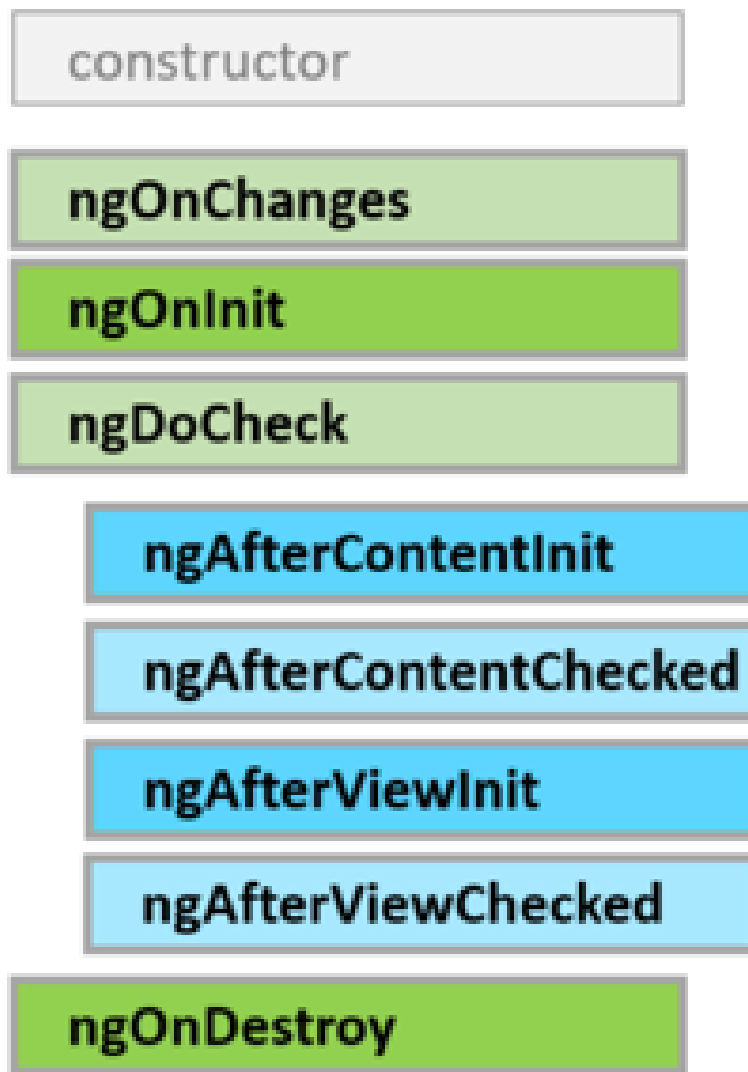 constructor
ngOnChanges
ngOnInit
ngDoCheck
ngAfterContentInit
ngAfterContentChecked
ngAfterViewInit
ngAfterViewChecked
ngOnDestroy